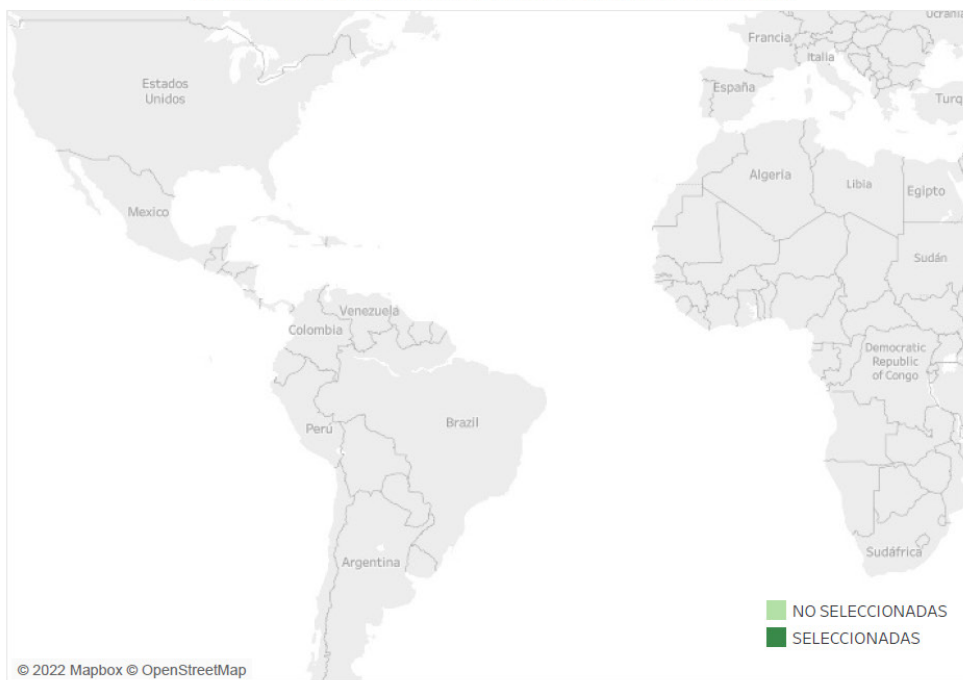 Ucrania
Francia
Italia
Estados
Unidos
España
Turq
Algeria
Libia
Egipto
Mexico
Sudán
Venezuela
Colombia
Democratic
Republic
of Congo
Perú
Brazil
Argentina
Sudáfrica
NO SELECCIONADAS
SELECCIONADAS
© 2022 Mapbox © OpenStreetMap